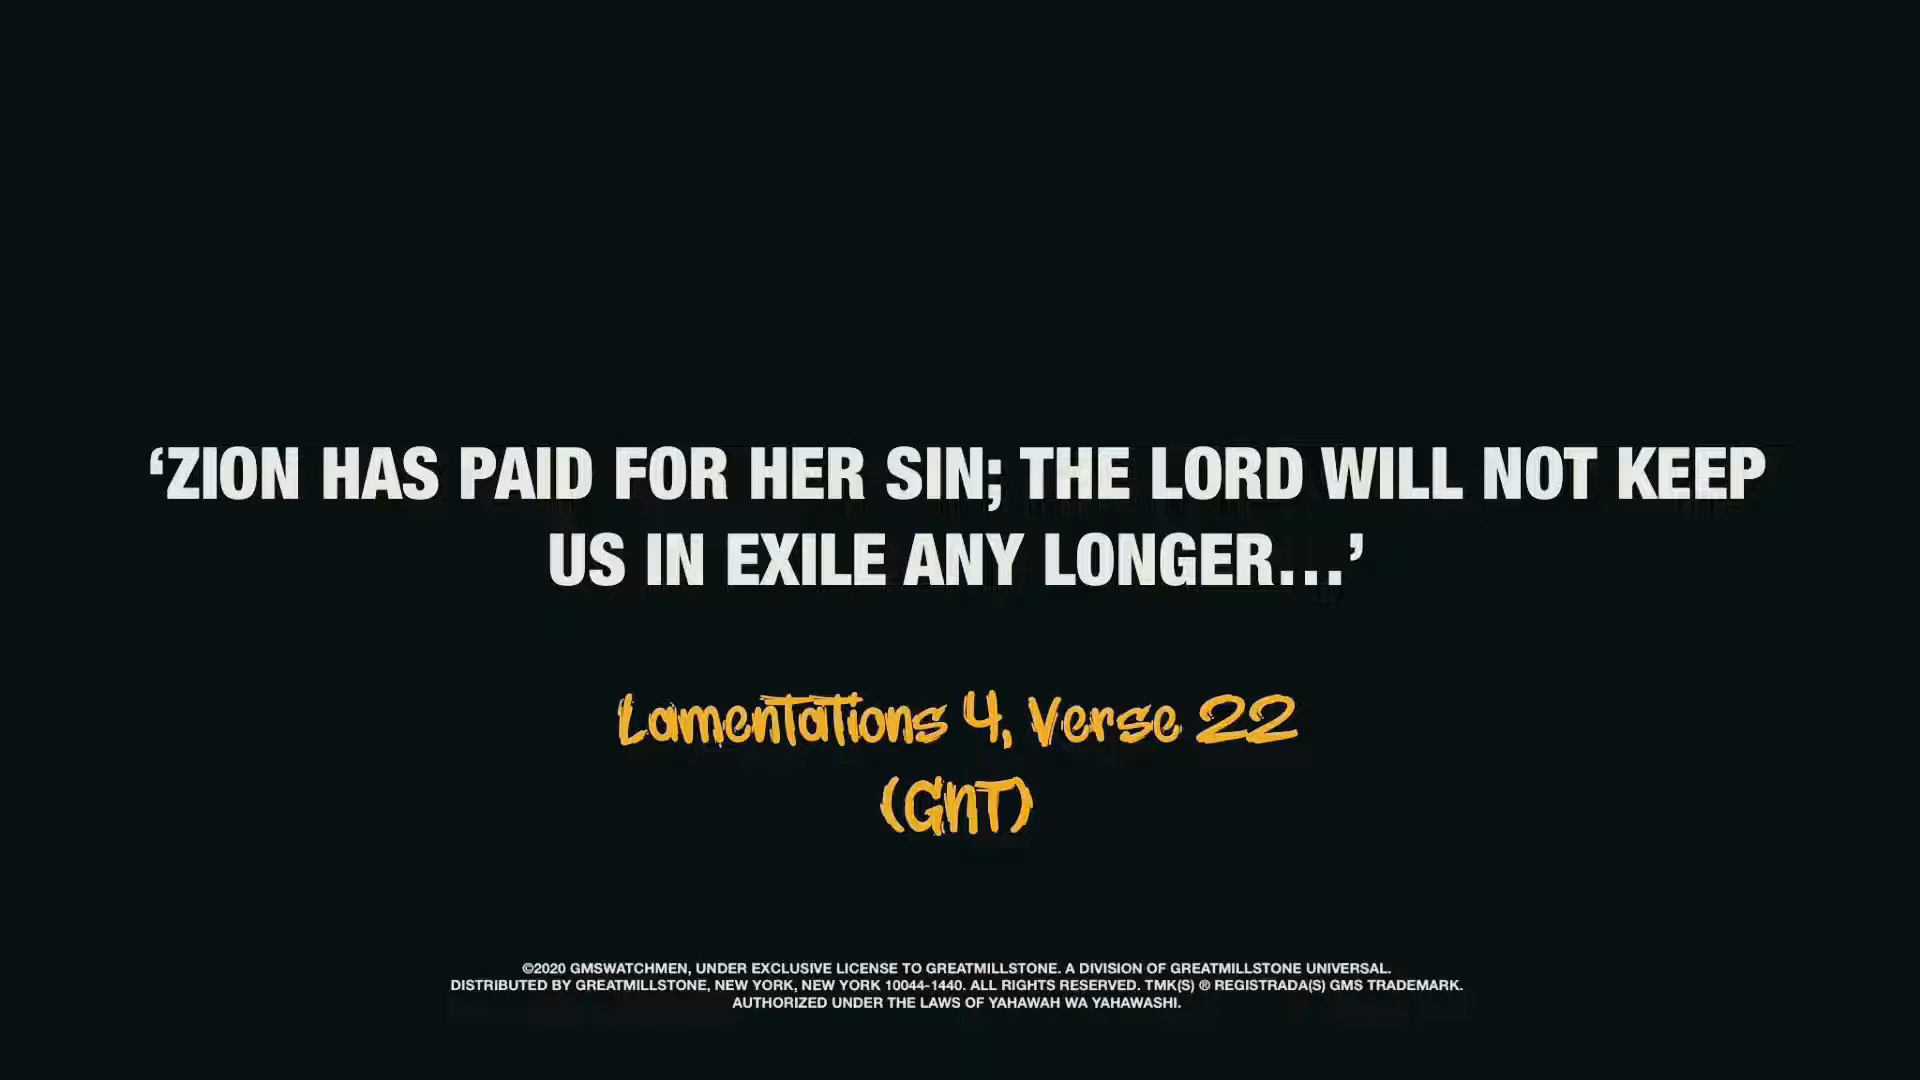 ‘ZION HAS PAID FOR HER SIN; THE LORD WILL NOT KEEP
US IN EXILE ANY LONGER...’
Lamentations 4, Verse 22
(GNT)
©2020 GMSWATCHMEN, UNDER EXCLUSIVE LICENSE TO GREATMILLSTONE. A DIVISION OF GREATMILLSTONE UNIVERSAL.
DISTRIBUTED BY GREATMILLSTONE, NEW YORK, NEW YORK 10044-1440. ALL RIGHTS RESERVED. TMK(S) ® REGISTRADA(S) GMS TRADEMARK.
AUTHORIZED UNDER THE LAWS OF YAHAWAH WA YAHAWASHI.